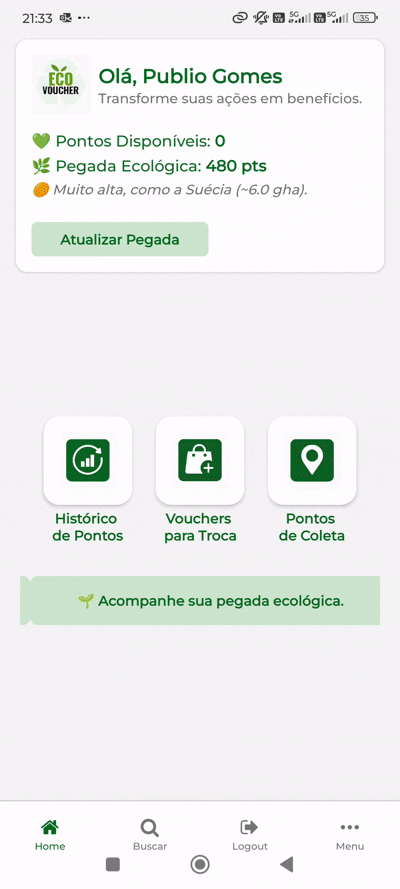 21:33
5G
5G
35
ECO
VOUCHER
Olá, Publio Gomes
Transforme suas ações em benefícios.
💚 Pontos Disponíveis: 0
🌿 Pegada Ecológica: 480 pts
🟠 Muito alta, como a Suécia (~6.0 gha).
Atualizar Pegada
Histórico
de Pontos
Vouchers
para Troca
Pontos
de Coleta
🌱 Acompanhe sua pegada ecológica.
Home
Buscar
Logout
Menu